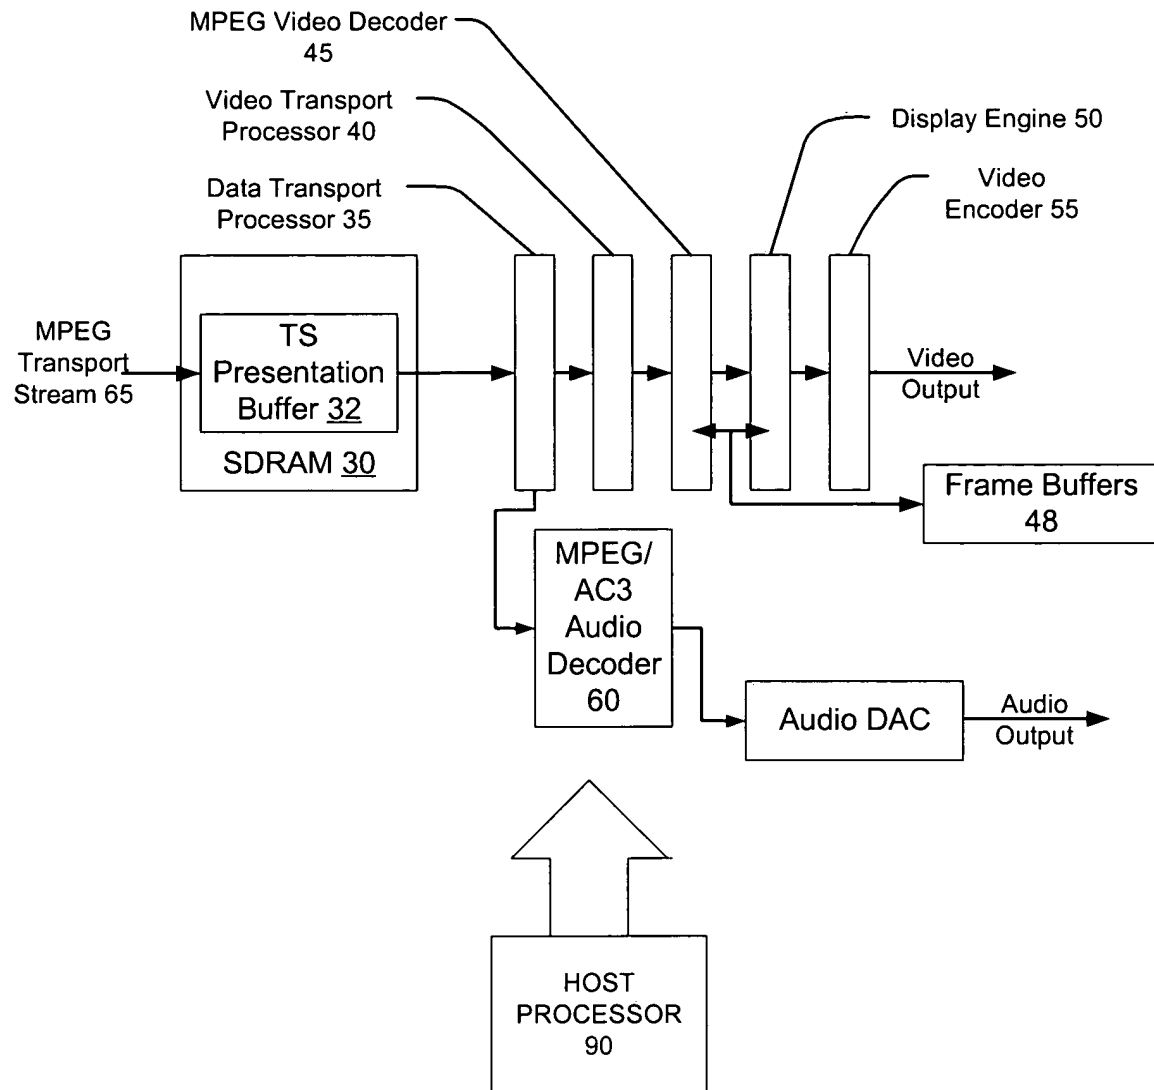 MPEG Video Decoder
45
Video Transport
Processor 40
Data Transport
Processor 35
Display Engine 50
Video
Encoder 55
MPEG
Transport
Stream 65
TS
Presentation
Buffer 32
SDRAM 30
Video
Output
Frame Buffers
48
MPEG/
AC3
Audio
Decoder
60
Audio DAC
Audio
Output
HOST
PROCESSOR
90